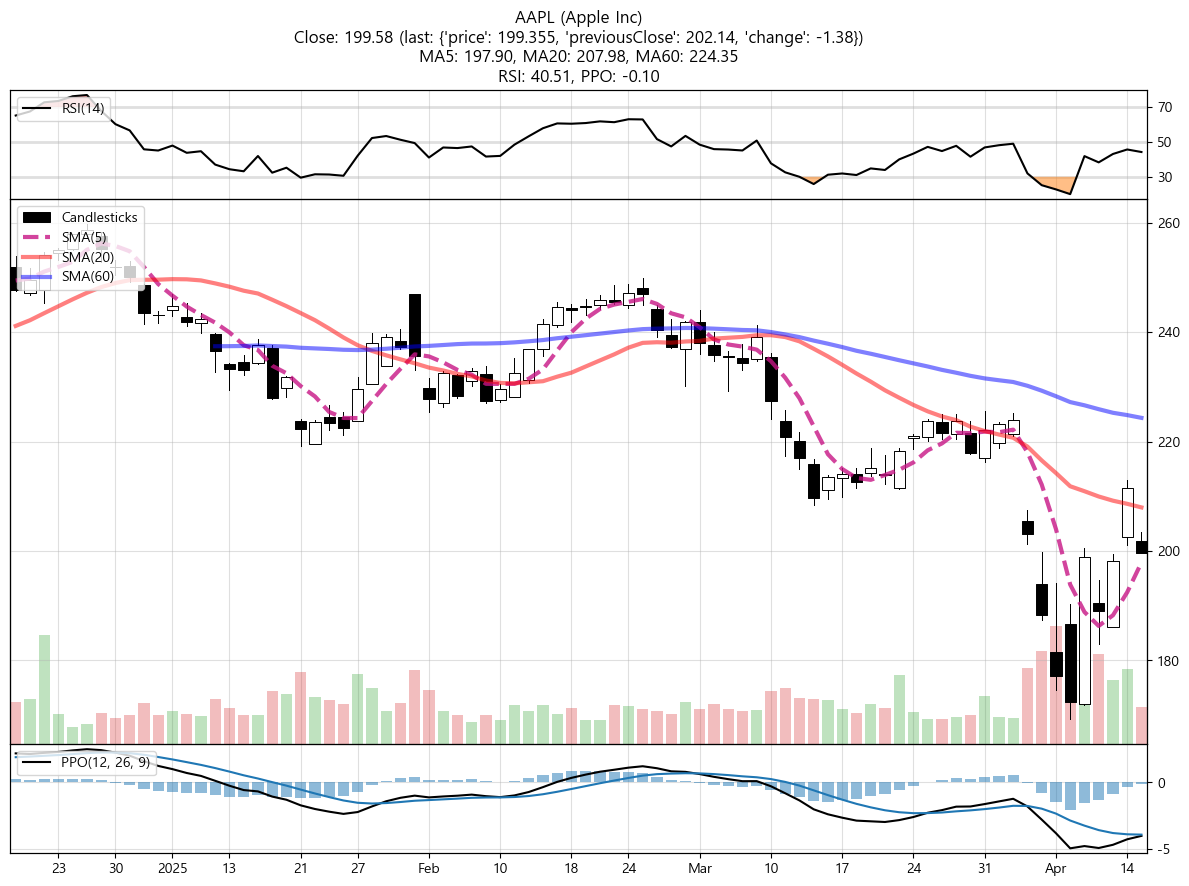 AAPL (Apple Inc)
Close: 199.58 (last: {'price': 199.355, 'previousClose': 202.14, 'change': -1.38})
MA5: 197.90, MA20: 207.98, MA60: 224.35
RSI: 40.51, PPO: -0.10
RSI(14)
70
50
30
Candlesticks
SMA(5)
SMA(20)
SMA(60)
260
240
220
200
180
PPO(12, 26, 9)
0
-5
23 30 2025 13 21 27 Feb 10 18 24 Mar 10 17 24 31 Apr 14